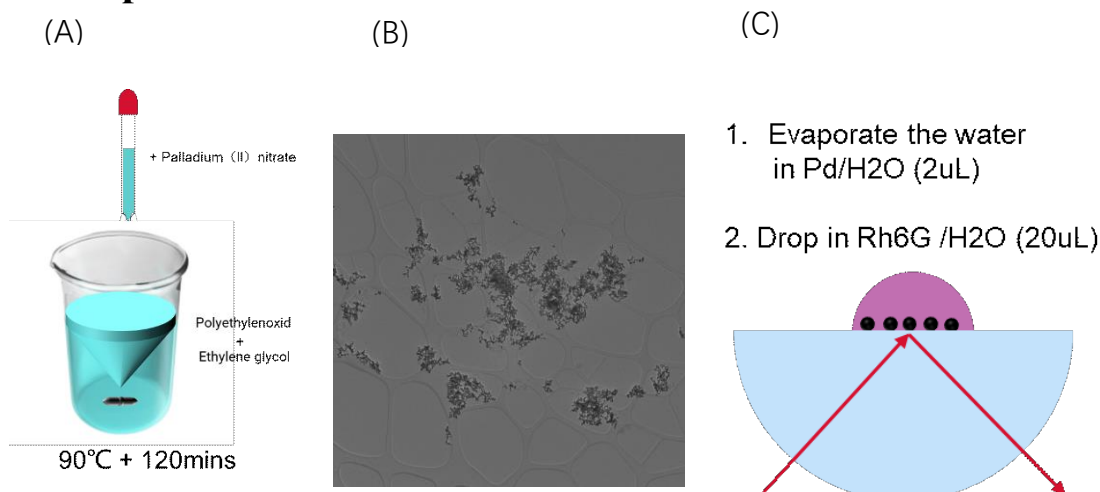 (A)
(B)
(C)
+ Palladium (II) nitrate
Polyethylenoxid
+
Ethylene glycol
90℃ + 120mins
1. Evaporate the water
in Pd/H2O (2uL)
2. Drop in Rh6G /H2O (20uL)